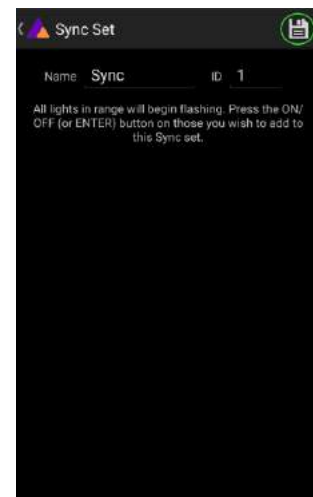 Sync Set
Name Sync ID 1
All lights in range will begin flashing. Press the ON/
OFF (or ENTER) button on those you wish to add to
this Sync set.